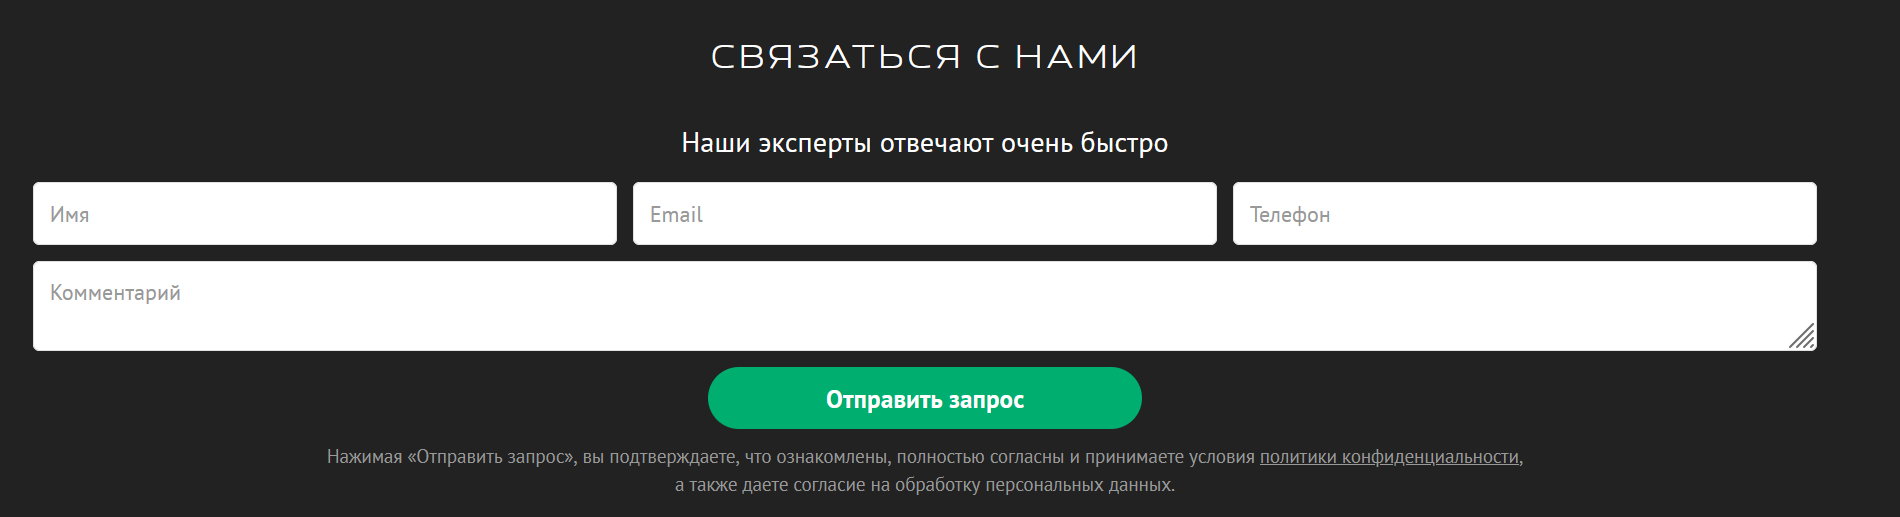 СВЯЗАТЬСЯ С НАМИ
Наши эксперты отвечают очень быстро
Имя
Email
Телефон
Комментарий
Отправить запрос
Нажимая «Отправить запрос», вы подтверждаете, что ознакомлены, полностью согласны и принимаете условия политики конфиденциальности,
а также даете согласие на обработку персональных данных.